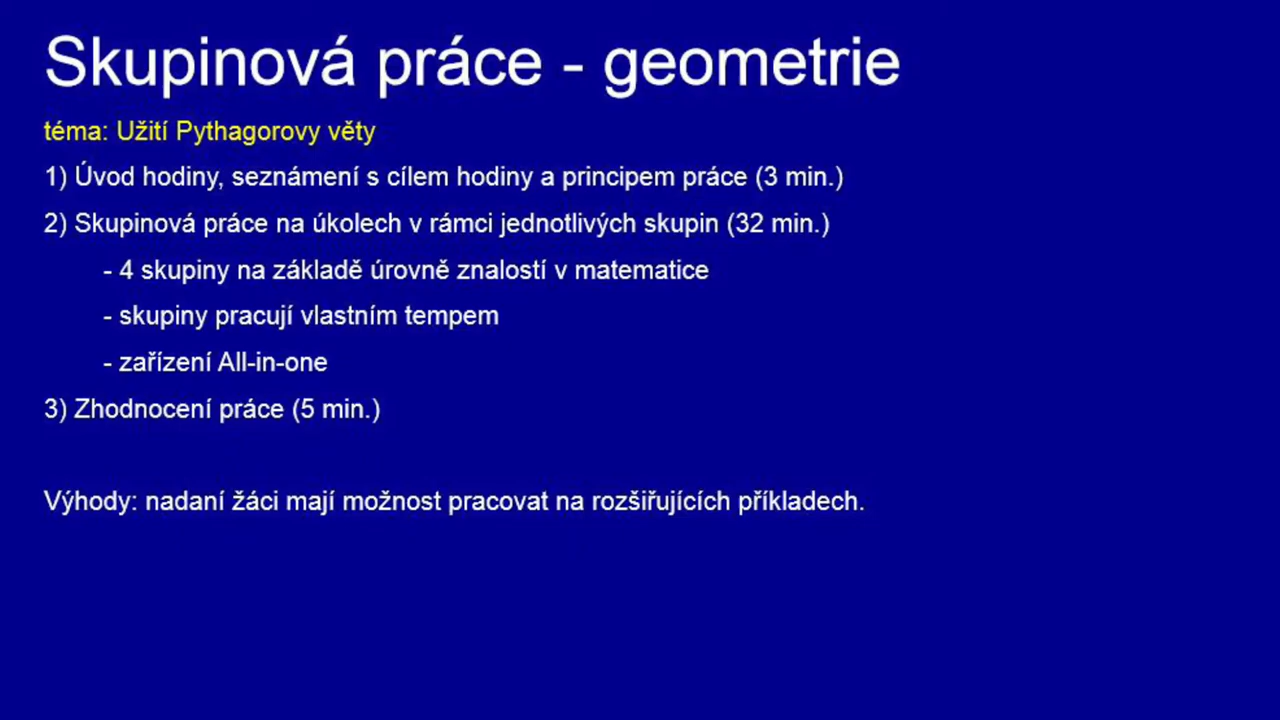 Skupinová práce - geometrie
téma: Užití Pythagorovy věty
1) Úvod hodiny, seznámení s cílem hodiny a principem práce (3 min.)
2) Skupinová práce na úkolech v rámci jednotlivých skupin (32 min.)
- 4 skupiny na základě úrovně znalostí v matematice
- skupiny pracují vlastním tempem
- zařízení All-in-one
3) Zhodnocení práce (5 min.)
Výhody: nadaní žáci mají možnost pracovat na rozšiřujících příkladech.